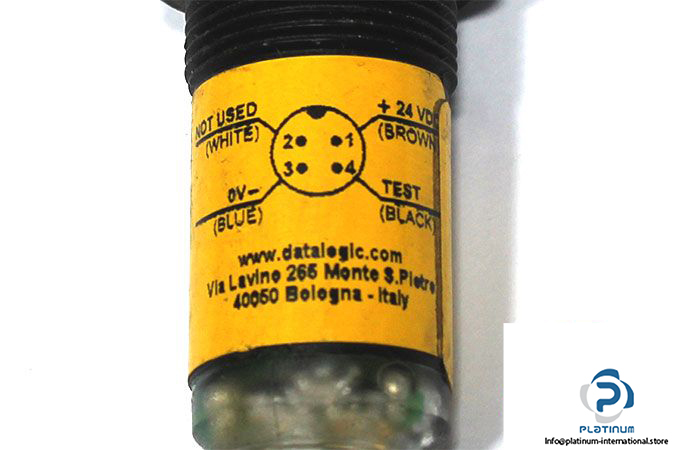 NOT USED
(WHITE)
+ 24 VDC
(BROWN)
2 1
3 4
0V-
(BLUE)
TEST
(BLACK)
www.datalogic.com
Via Lavino 265 Monte S.Pietro
40050 Bologna - Italy
PLATINUM
Info@platinum-international.store